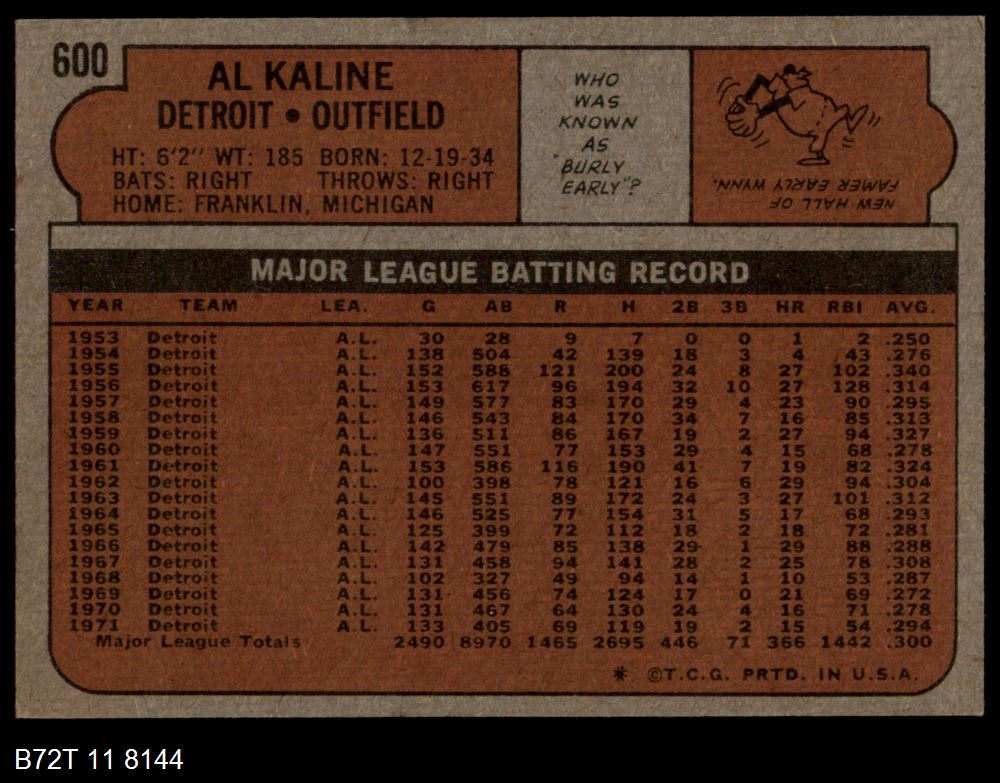 600
AL KALINE
DETROIT • OUTFIELD
HT: 6'2" WT: 185 BORN: 12-19-34
BATS: RIGHT THROWS: RIGHT
HOME: FRANKLIN, MICHIGAN
WHO
WAS
KNOWN
AS
"BURLY
EARLY"?
NEW HALL OF
FAMER EARLY WYNN.
MAJOR LEAGUE BATTING RECORD
YEAR TEAM LEA. G AB R H 2B 3B HR RBI AVG.
1953 Detroit A.L. 30 28 9 7 0 0 1 2 .250
1954 Detroit A.L. 138 504 42 139 18 3 4 43 .276
1955 Detroit A.L. 152 588 121 200 24 8 27 102 .340
1956 Detroit A.L. 153 617 96 194 32 10 27 128 .314
1957 Detroit A.L. 149 577 83 170 29 4 23 90 .295
1958 Detroit A.L. 146 543 84 170 34 7 16 85 .313
1959 Detroit A.L. 136 511 86 167 19 2 27 94 .327
1960 Detroit A.L. 147 551 77 153 29 4 15 68 .278
1961 Detroit A.L. 153 586 116 190 41 7 19 82 .324
1962 Detroit A.L. 100 398 78 121 16 6 29 94 .304
1963 Detroit A.L. 145 551 89 172 24 3 27 101 .312
1964 Detroit A.L. 146 525 77 154 31 5 17 68 .293
1965 Detroit A.L. 125 399 72 112 18 2 18 72 .281
1966 Detroit A.L. 142 479 85 138 29 1 29 88 .288
1967 Detroit A.L. 131 458 94 141 28 2 25 78 .308
1968 Detroit A.L. 102 327 49 94 14 1 10 53 .287
1969 Detroit A.L. 131 456 74 124 17 0 21 69 .272
1970 Detroit A.L. 131 467 64 130 24 4 16 71 .278
1971 Detroit A.L. 133 405 69 119 19 2 15 54 .294
Major League Totals 2490 8970 1465 2695 446 71 366 1442 .300
* ©T.C.G. PRTD. IN U.S.A.
B72T 11 8144